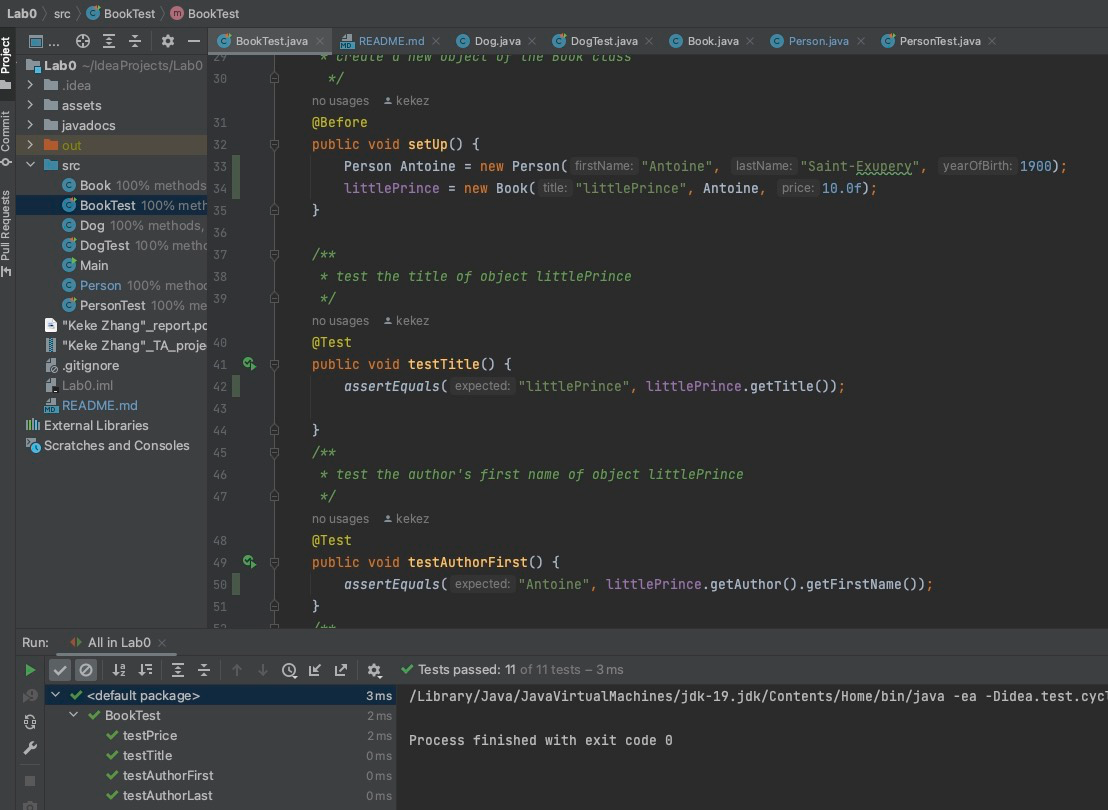 Lab0 src BookTest BookTest
Project
Commit
Pull Requests
...
BookTest.java README.md Dog.java DogTest.java Book.java Person.java PersonTest.java
Lab0 ~/IdeaProjects/Lab0
.idea
assets
javadocs
out
src
Book 100% methods
BookTest 100% meth
Dog 100% methods,
DogTest 100% metho
Main
Person 100% method
PersonTest 100% me
"Keke Zhang"_report.pd
"Keke Zhang"_TA_proje
.gitignore
Lab0.iml
README.md
External Libraries
Scratches and Consoles
29 * create a new object of the Book class
30 */
no usages kekez
31 @Before
32 public void setUp() {
33 Person Antoine = new Person( firstName: "Antoine", lastName: "Saint-Exupery", yearOfBirth: 1900);
34 littlePrince = new Book( title: "littlePrince", Antoine, price: 10.0f);
35 }
36
37 /**
38 * test the title of object littlePrince
39 */
no usages kekez
40 @Test
41 public void testTitle() {
42 assertEquals( expected: "littlePrince", littlePrince.getTitle());
43
44 }
45 /**
46 * test the author's first name of object littlePrince
47 */
no usages kekez
48 @Test
49 public void testAuthorFirst() {
50 assertEquals( expected: "Antoine", littlePrince.getAuthor().getFirstName());
51 }
52 /**
Run: All in Lab0
Tests passed: 11 of 11 tests – 3 ms
<default package> 3 ms
BookTest 2 ms
testPrice 2 ms
testTitle 0 ms
testAuthorFirst 0 ms
testAuthorLast 0 ms
/Library/Java/JavaVirtualMachines/jdk-19.jdk/Contents/Home/bin/java -ea -Didea.test.cycl
Process finished with exit code 0